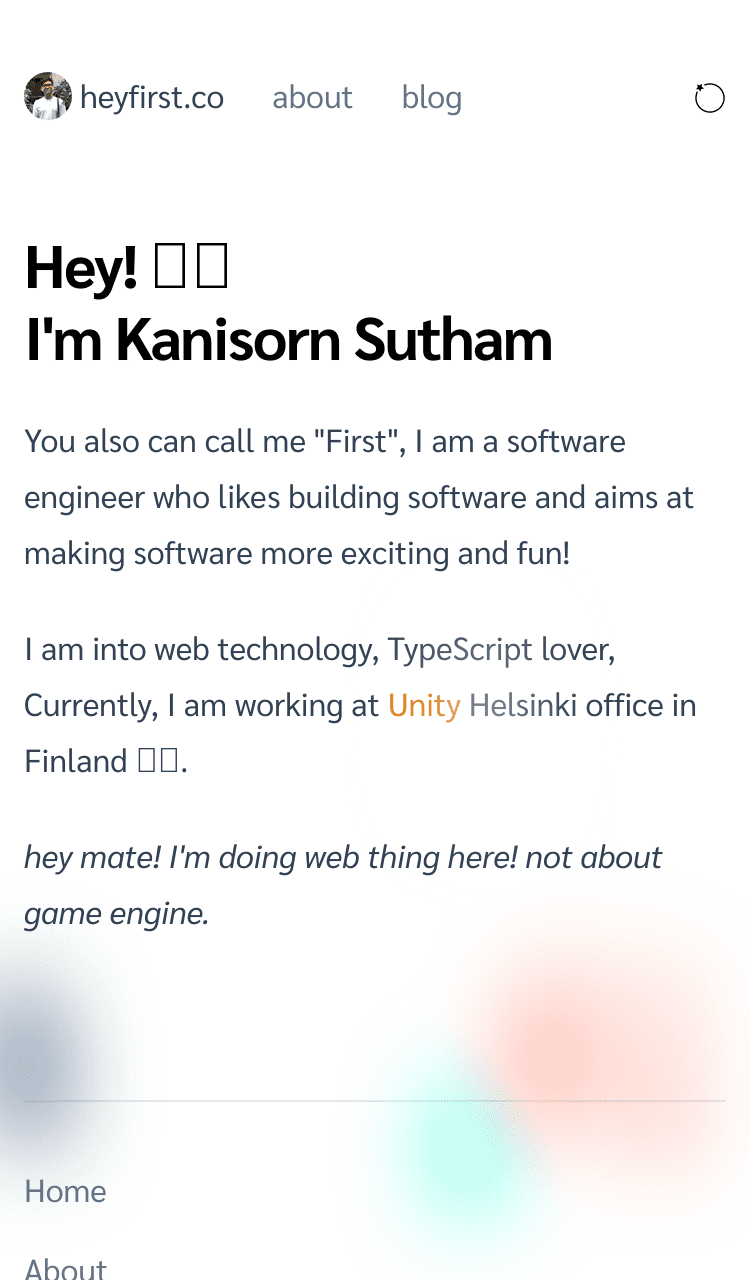 heyfirst.co about blog
Hey!
I'm Kanisorn Sutham
You also can call me "First", I am a software
engineer who likes building software and aims at
making software more exciting and fun!
I am into web technology, TypeScript lover,
Currently, I am working at Unity Helsinki office in
Finland .
hey mate! I'm doing web thing here! not about
game engine.
Home
About